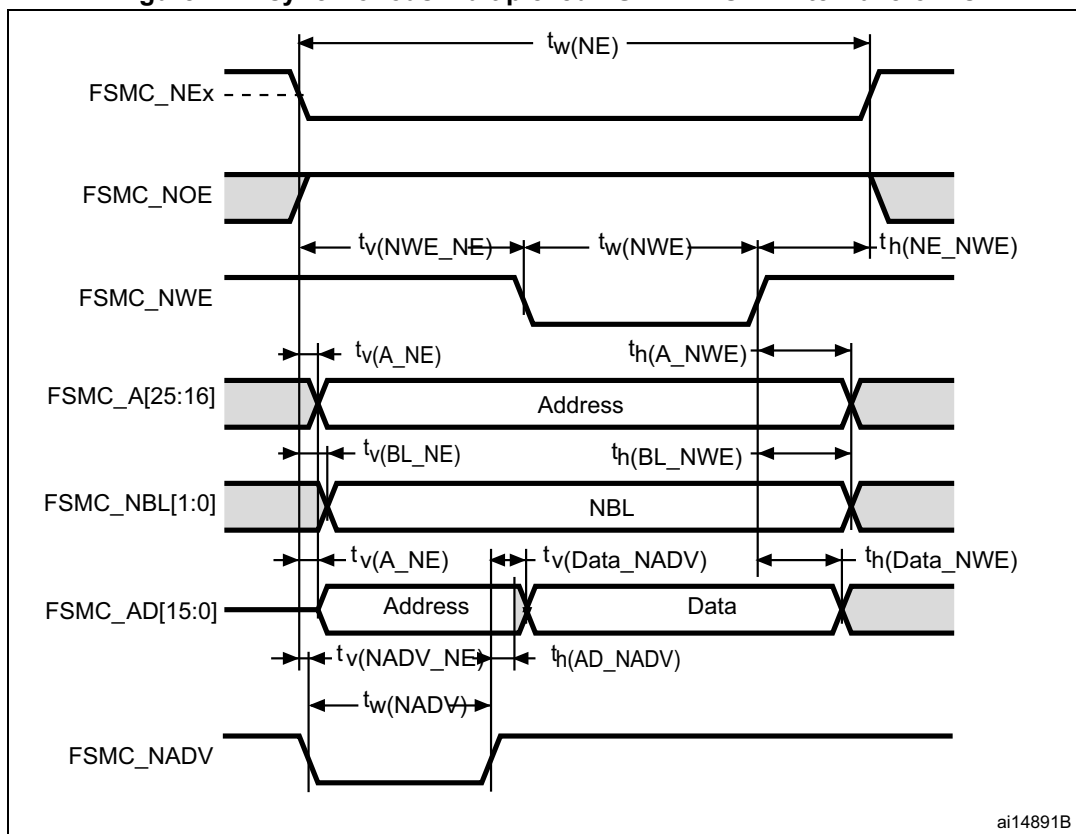 tw(NE)
FSMC_NEx
FSMC_NOE
tv(NWE_NE)
tw(NWE)
th(NE_NWE)
FSMC_NWE
tv(A_NE)
th(A_NWE)
FSMC_A[25:16]
Address
tv(BL_NE)
th(BL_NWE)
FSMC_NBL[1:0]
NBL
tv(A_NE)
tv(Data_NADV)
th(Data_NWE)
FSMC_AD[15:0]
Address
Data
tv(NADV_NE)
th(AD_NADV)
tw(NADV)
FSMC_NADV
ai14891B